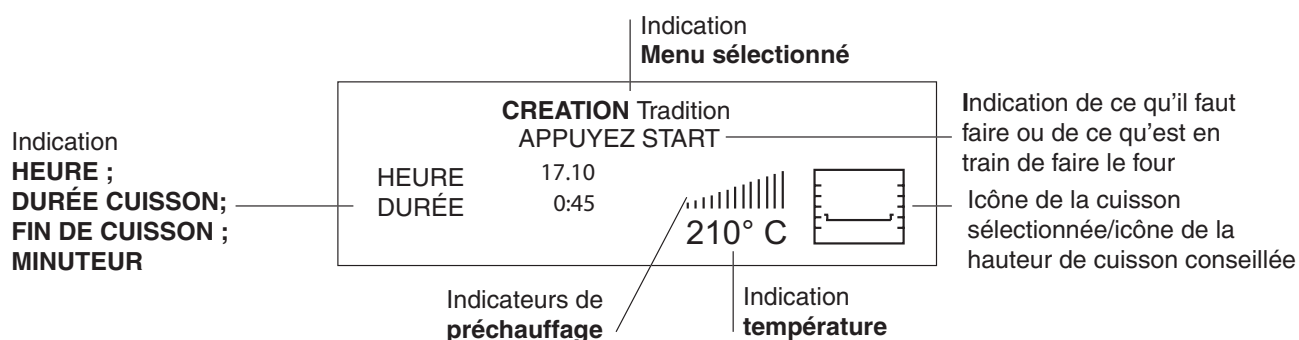 Indication
Menu sélectionné
CREATION Tradition
APPUYEZ START
Indication de ce qu'il faut
faire ou de ce qu'est en
train de faire le four
Indication
HEURE ;
DURÉE CUISSON;
FIN DE CUISSON ;
MINUTEUR
HEURE 17.10
DURÉE 0:45
210° C
Icône de la cuisson
sélectionnée/icône de la
hauteur de cuisson conseillée
Indicateurs de
préchauffage
Indication
température